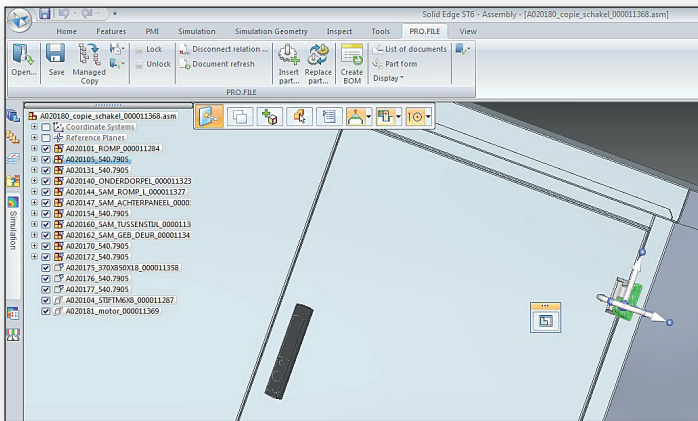 Solid Edge ST6 - Assembly - [A020180_copie_schakel_000011368.asm]
Home Features PMI Simulation Simulation Geometry Inspect Tools PRO.FILE View
Open... Save Managed Copy
Lock
Unlock
Disconnect relation ...
Document refresh
Insert part... Replace part... Create BOM
List of documents
Part form
Display
PRO.FILE
A020180_copie_schakel_000011368.asm
Coordinate Systems
Reference Planes
A020101_ROMP_000011284
A020105_540.7905
A020131_540.7905
A020140_ONDERDORPEL_000011323
A020144_SAM_ROMP_L_000011327
A020147_SAM_ACHTERPANEEL_0000:
A020154_540.7905
A020160_SAM_TUSSENSTIJL_0000113
A020162_SAM_GEB_DEUR_00001134
A020170_540.7905
A020172_540.7905
A020175_370X850X18_000011358
A020176_540.7905
A020177_540.7905
A020104_STIFTM6X8_000011287
A020181_motor_000011369
Simulation